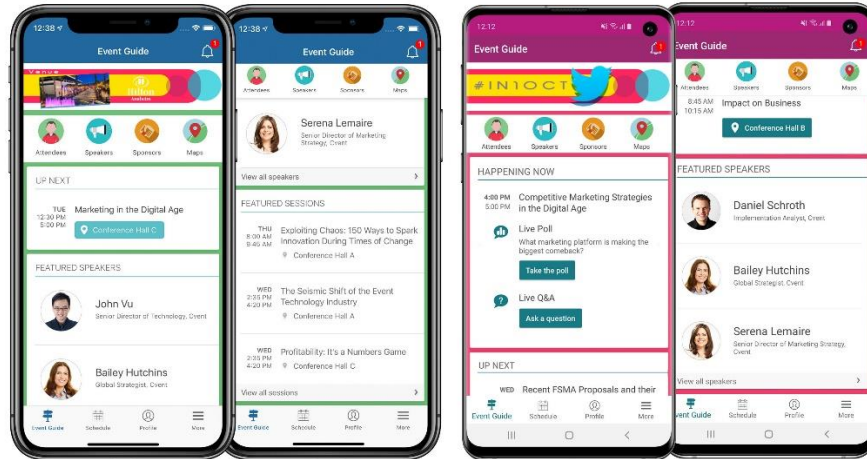 12:38
Event Guide
1
Venue
Hilton
Attendees
Speakers
Sponsors
Maps
UP NEXT
TUE
12:30 PM
5:00 PM
Marketing in the Digital Age
Conference Hall C
FEATURED SPEAKERS
John Vu
Senior Director of Technology, Cvent
Bailey Hutchins
Global Strategist, Cvent
Event Guide
Schedule
Profile
More
12:38
Event Guide
1
Attendees
Speakers
Sponsors
Maps
Serena Lemaire
Senior Director of Marketing
Strategy, Cvent
View all speakers
FEATURED SESSIONS
THU
8:00 AM
9:45 AM
Exploiting Chaos: 150 Ways to Spark
Innovation During Times of Change
Conference Hall A
WED
2:35 PM
4:20 PM
The Seismic Shift of the Event
Technology Industry
Conference Hall A
WED
2:35 PM
4:20 PM
Profitability: It's a Numbers Game
Conference Hall C
View all sessions
Event Guide
Schedule
Profile
More
12:12
Event Guide
1
#IN1OCT
Attendees
Speakers
Sponsors
Maps
HAPPENING NOW
4:00 PM
5:00 PM
Competitive Marketing Strategies
in the Digital Age
Live Poll
What marketing platform is making the
biggest comeback?
Take the poll
Live Q&A
Ask a question
UP NEXT
WED
Recent FSMA Proposals and their
Event Guide
Schedule
Profile
More
12:12
Event Guide
1
Attendees
Speakers
Sponsors
Maps
8:45 AM
10:15 AM
Impact on Business
Conference Hall B
FEATURED SPEAKERS
Daniel Schroth
Implementation Analyst, Cvent
Bailey Hutchins
Global Strategist, Cvent
Serena Lemaire
Senior Director of Marketing Strategy,
Cvent
View all speakers
Event Guide
Schedule
Profile
More